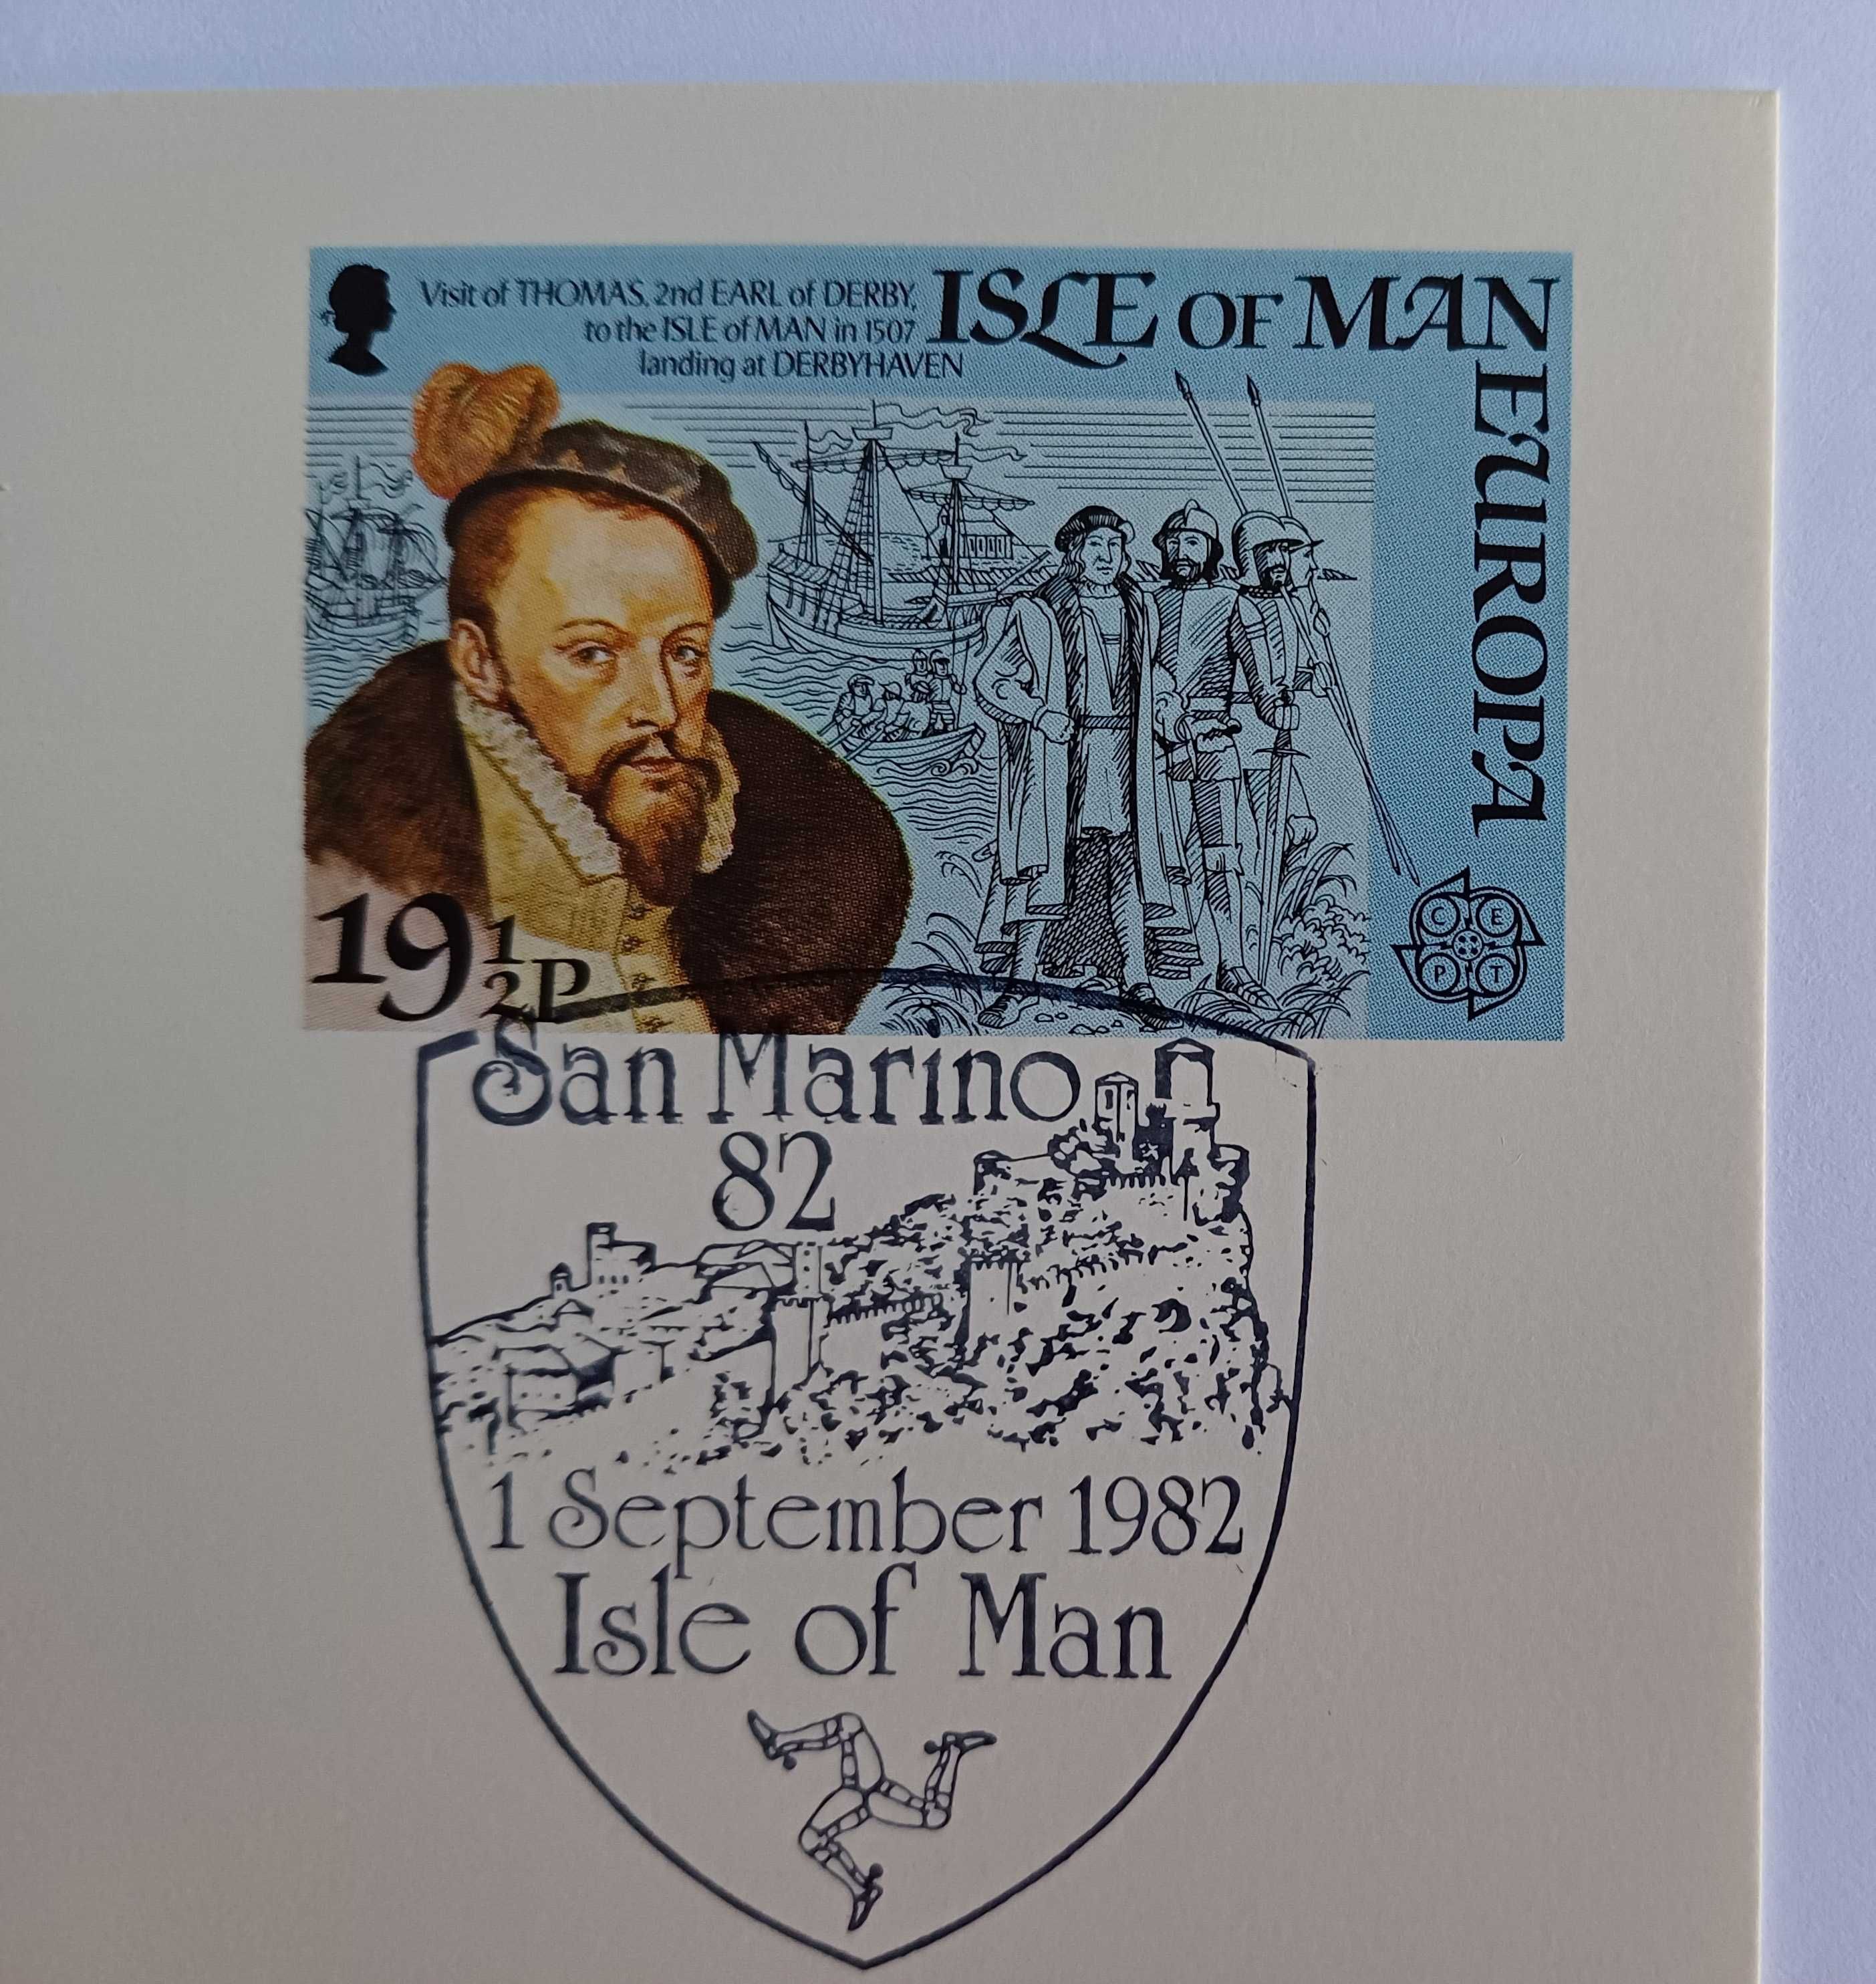 Visit of THOMAS, 2nd EARL of DERBY,
to the ISLE of MAN in 1507
landing at DERBYHAVEN
ISLE OF MAN
EUROPA
19½P
CEPT
San Marino
82
1 September 1982
Isle of Man